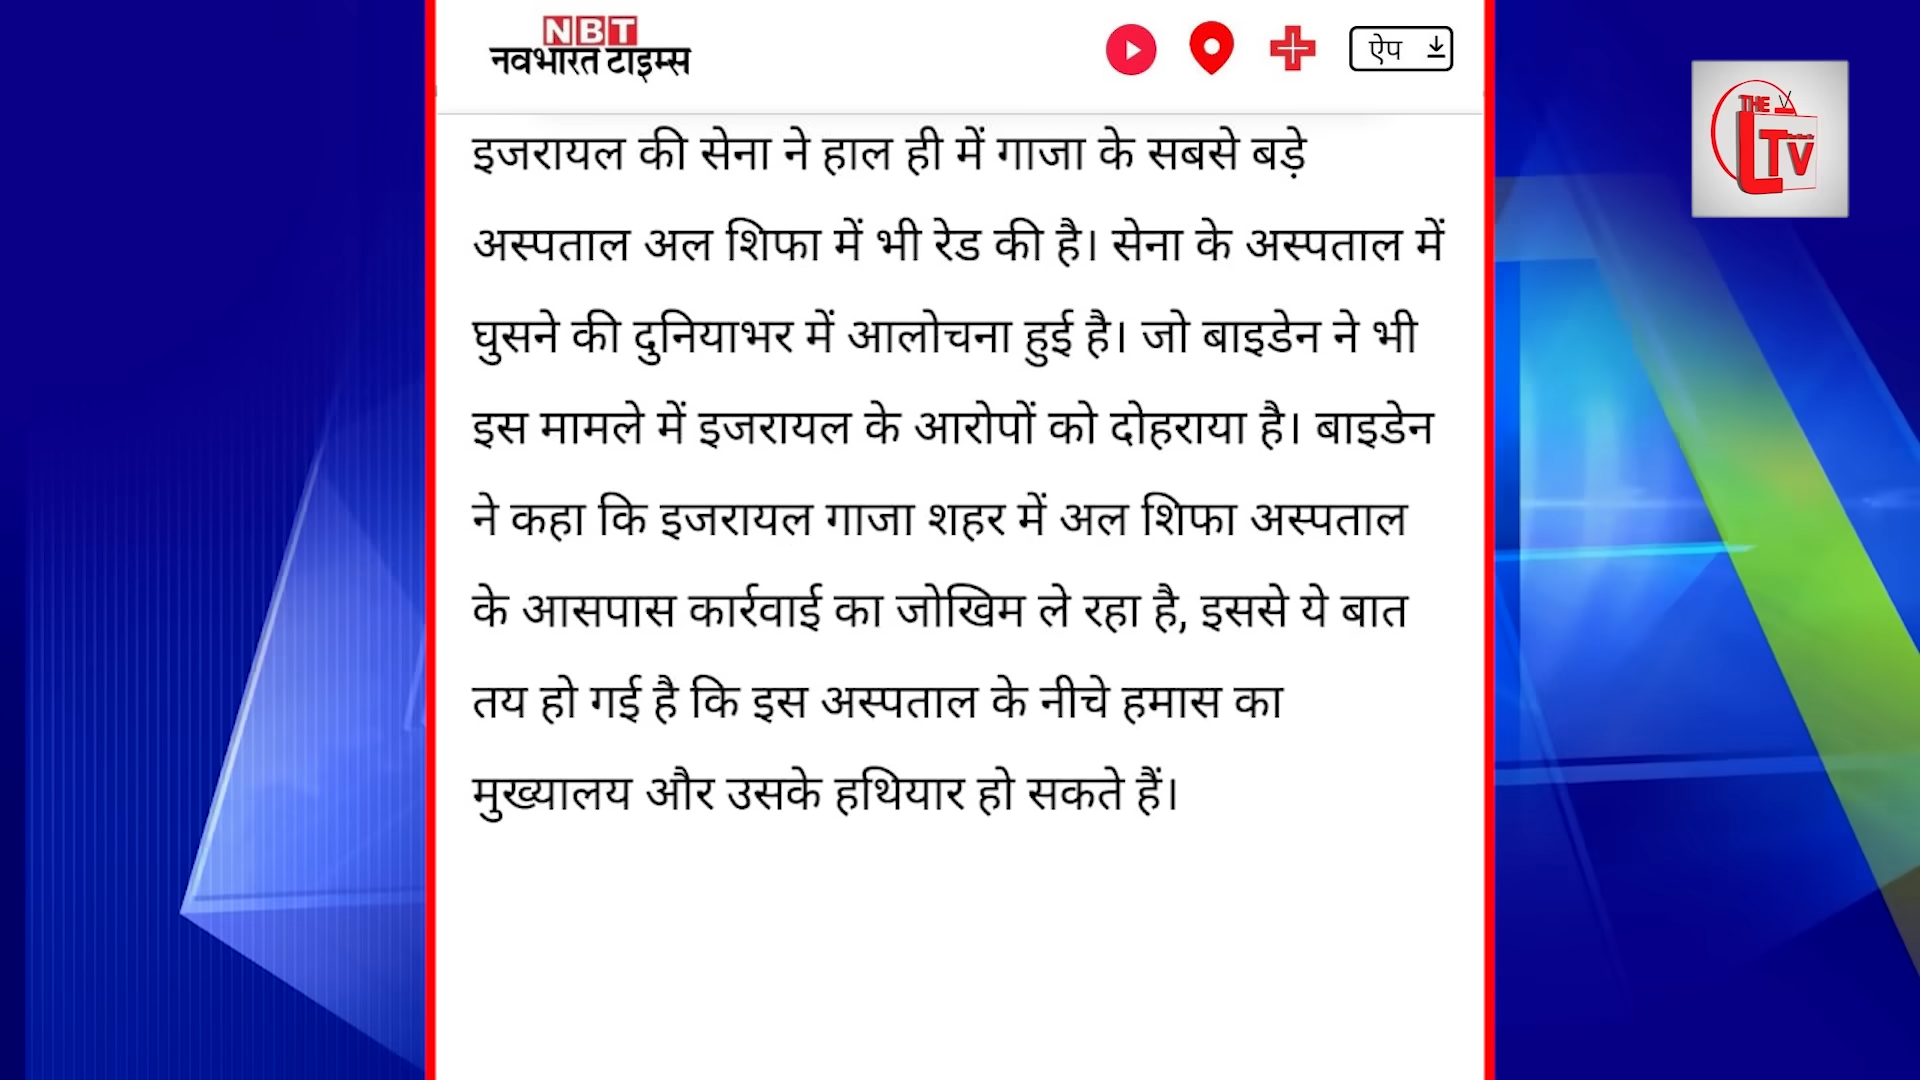 NBT
नवभारत टाइम्स
ऐप
THE
LTV
इजरायल की सेना ने हाल ही में गाजा के सबसे बड़े
अस्पताल अल शिफा में भी रेड की है। सेना के अस्पताल में
घुसने की दुनियाभर में आलोचना हुई है। जो बाइडेन ने भी
इस मामले में इजरायल के आरोपों को दोहराया है। बाइडेन
ने कहा कि इजरायल गाजा शहर में अल शिफा अस्पताल
के आसपास कार्रवाई का जोखिम ले रहा है, इससे ये बात
तय हो गई है कि इस अस्पताल के नीचे हमास का
मुख्यालय और उसके हथियार हो सकते हैं।